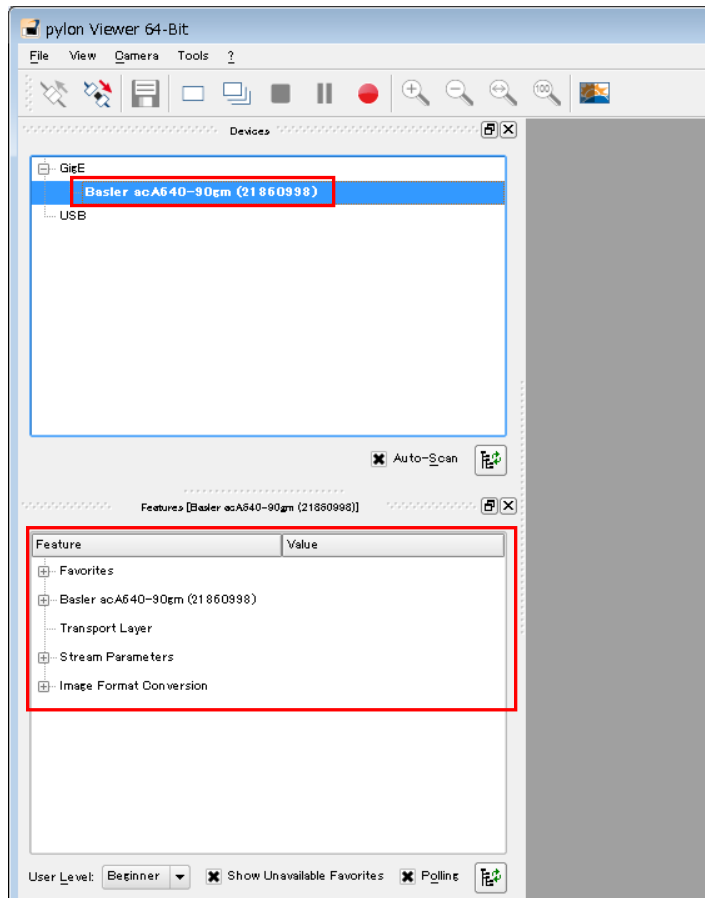 pylon Viewer 64-Bit
File View Camera Tools ?
100
Devices
GigE
Basler acA640-90gm (21860998)
USB
Auto-Scan
Features [Basler acA640-90gm (21860998)]
Feature Value
Favorites
Basler acA640-90gm (21860998)
Transport Layer
Stream Parameters
Image Format Conversion
User Level: Beginner Show Unavailable Favorites Polling